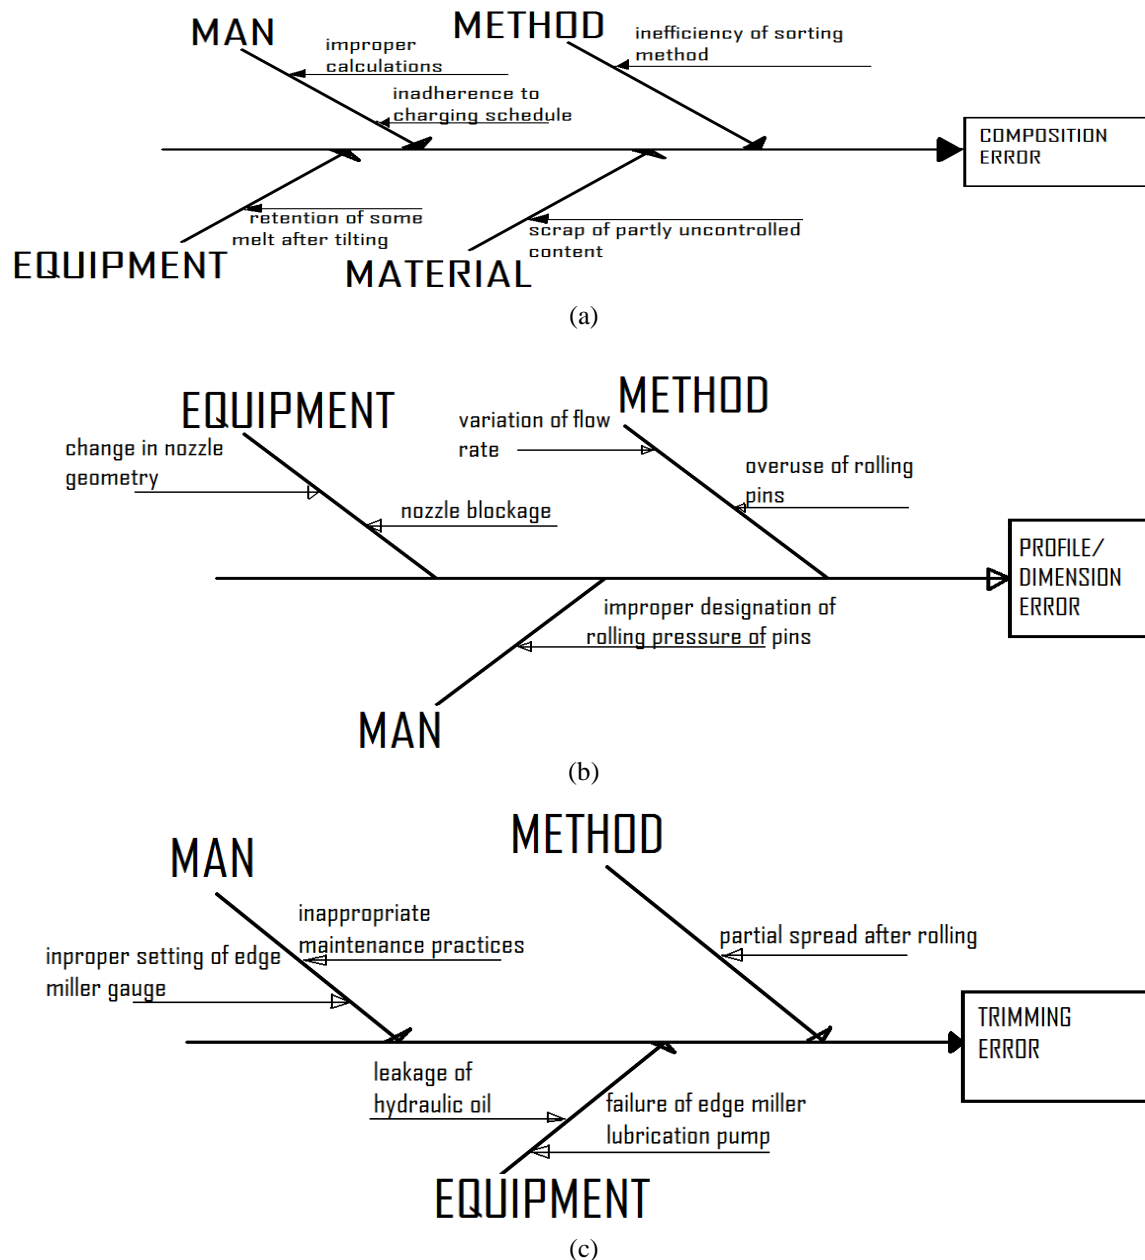 MAN
METHOD
improper
calculations
inefficiency of sorting
method
inadherence to
charging schedule
COMPOSITION
ERROR
retention of some
melt after tilting
scrap of partly uncontrolled
content
EQUIPMENT
MATERIAL
(a)
EQUIPMENT
METHOD
change in nozzle
geometry
variation of flow
rate
overuse of rolling
pins
nozzle blockage
PROFILE/
DIMENSION
ERROR
improper designation of
rolling pressure of pins
MAN
(b)
MAN
METHOD
inappropriate
maintenance practices
inproper setting of edge
miller gauge
partial spread after rolling
TRIMMING
ERROR
leakage of
hydraulic oil
failure of edge miller
lubrication pump
EQUIPMENT
(c)